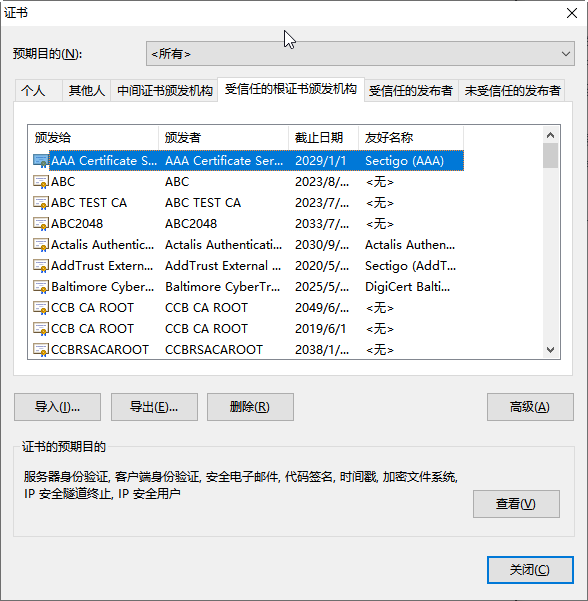 证书
预期目的(N): <所有>
个人 其他人 中间证书颁发机构 受信任的根证书颁发机构 受信任的发布者 未受信任的发布者
颁发给 颁发者 截止日期 友好名称
AAA Certificate S... AAA Certificate Ser... 2029/1/1 Sectigo (AAA)
ABC ABC 2023/8/... <无>
ABC TEST CA ABC TEST CA 2023/7/... <无>
ABC2048 ABC2048 2033/7/... <无>
Actalis Authentic... Actalis Authenticati... 2030/9/... Actalis Authen...
AddTrust Extern... AddTrust External ... 2020/5/... Sectigo (AddT...
Baltimore Cyber... Baltimore CyberTr... 2025/5/... DigiCert Balti...
CCB CA ROOT CCB CA ROOT 2049/6/... <无>
CCB CA ROOT CCB CA ROOT 2019/6/1 <无>
CCBRSACAROOT CCBRSACAROOT 2038/1/... <无>
导入(I)... 导出(E)... 删除(R) 高级(A)
证书的预期目的
服务器身份验证, 客户端身份验证, 安全电子邮件, 代码签名, 时间戳, 加密文件系统,
IP 安全隧道终止, IP 安全用户
查看(V)
关闭(C)